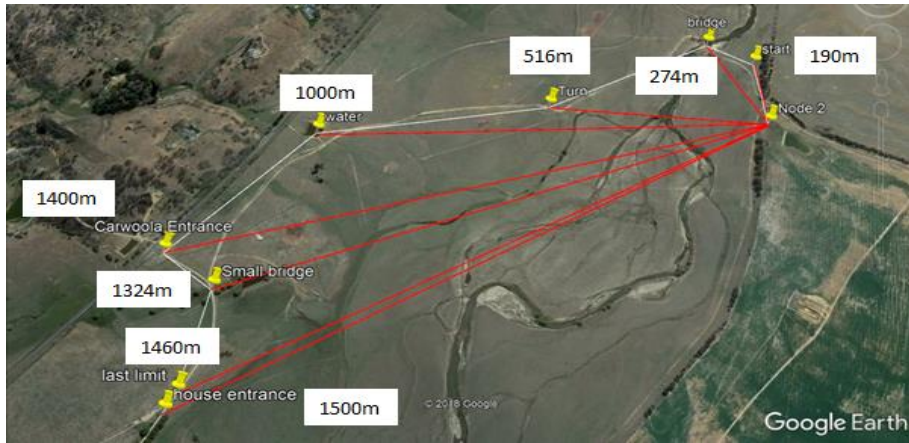 bridge
516m
start
190m
274m
1000m
water
Turn
Node 2
1400m
Carwoola Entrance
Small bridge
1324m
1460m
last limit
house entrance
1500m
© 2018 Google
Google Earth